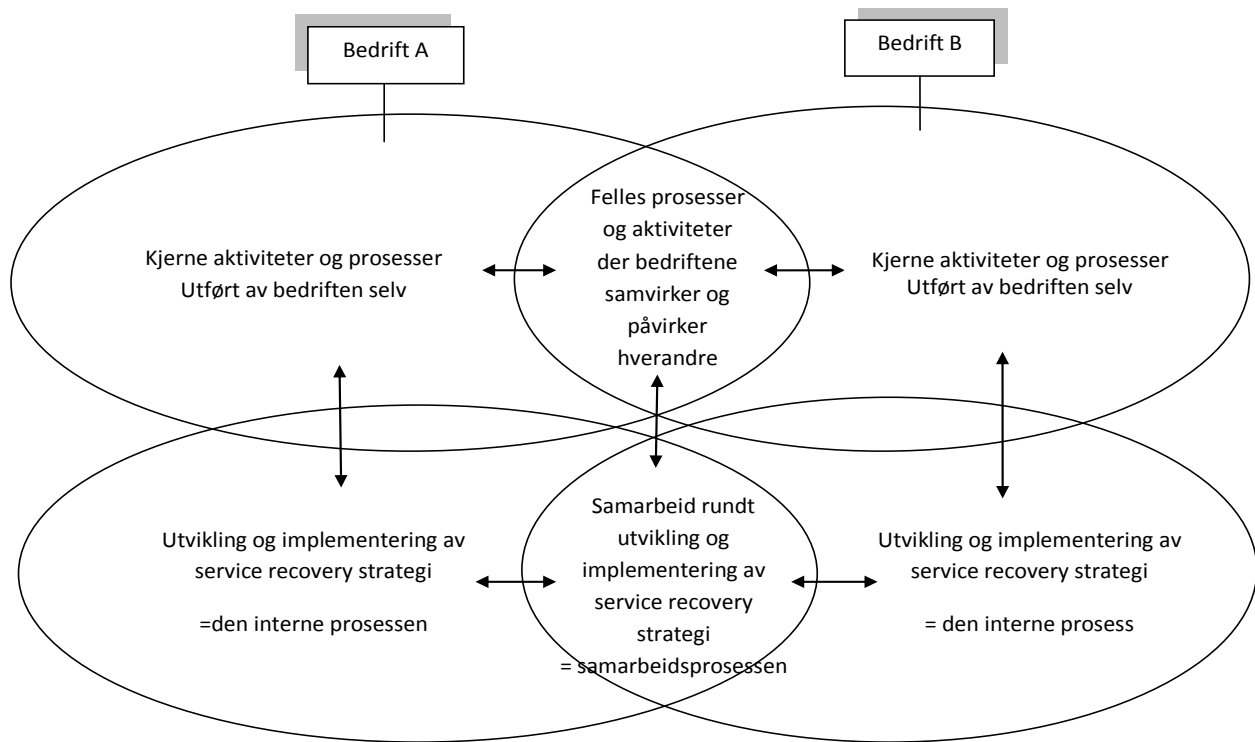 Bedrift A
Bedrift B
Kjerne aktiviteter og prosesser
Utført av bedriften selv
Felles prosesser
og aktiviteter
der bedriftene
samvirker og
påvirker
hverandre
Kjerne aktiviteter og prosesser
Utført av bedriften selv
Utvikling og implementering av
service recovery strategi
=den interne prosessen
Samarbeid rundt
utvikling og
implementering av
service recovery
strategi
= samarbeidsprosessen
Utvikling og implementering av
service recovery strategi
= den interne prosess